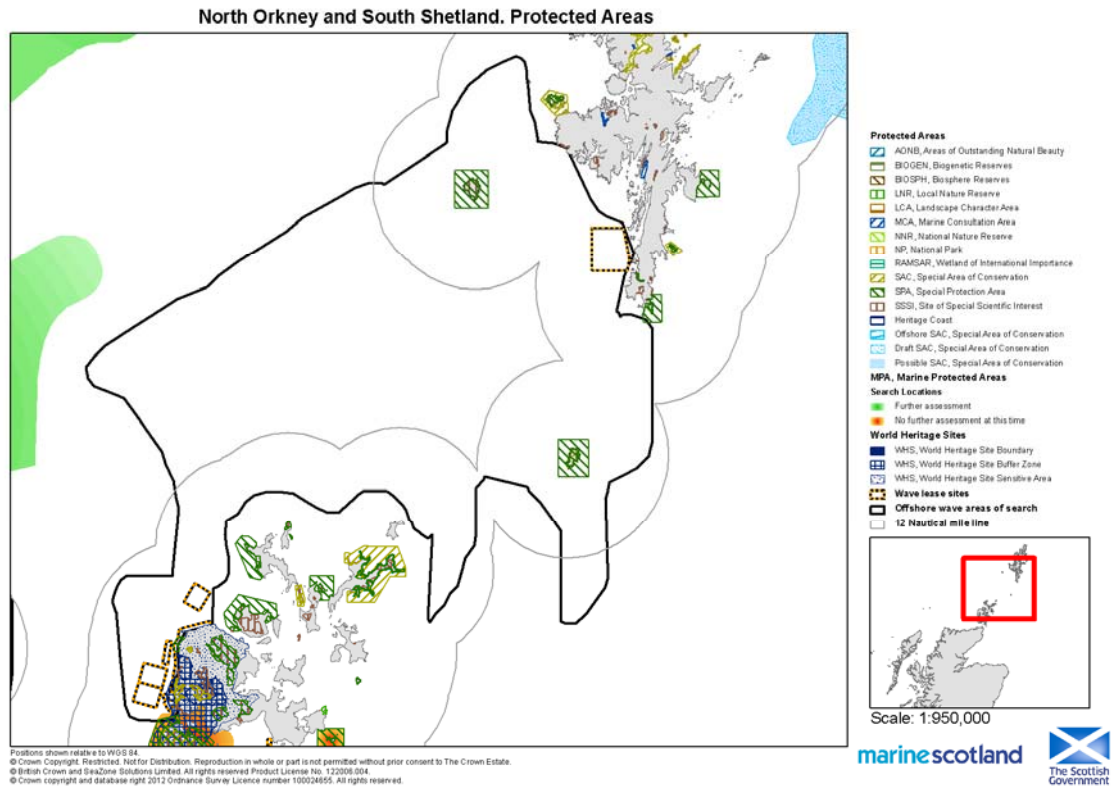 North Orkney and South Shetland. Protected Areas
Protected Areas
AONB, Areas of Outstanding Natural Beauty
BIOGEN, Biogenetic Reserves
BIOSPH, Biosphere Reserves
LNR, Local Nature Reserve
LCA, Landscape Character Area
MCA, Marine Consultation Area
NNR, National Nature Reserve
NP, National Park
RAMSAR, Wetland of International Importance
SAC, Special Area of Conservation
SPA, Special Protection Area
SSSI, Site of Special Scientific Interest
Heritage Coast
Offshore SAC, Special Area of Conservation
Draft SAC, Special Area of Conservation
Possible SAC, Special Area of Conservation
MPA, Marine Protected Areas
Search Locations
Further assessment
No further assessment at this time
World Heritage Sites
WHS, World Heritage Site Boundary
WHS, World Heritage Site Buffer Zone
WHS, World Heritage Site Sensitive Area
Wave lease sites
Offshore wave areas of search
12 Nautical mile line
Scale: 1:950,000
marinescotland
The Scottish
Government
Positions shown relative to WGS 84.
© Crown Copyright. Restricted. Not for Distribution. Reproduction in whole or part is not permitted without prior consent to The Crown Estate.
© British Crown and SeaZone Solutions Limited. All rights reserved Product License No. 122006.004.
© Crown copyright and database right 2012 Ordnance Survey Licence number 100024655. All rights reserved.